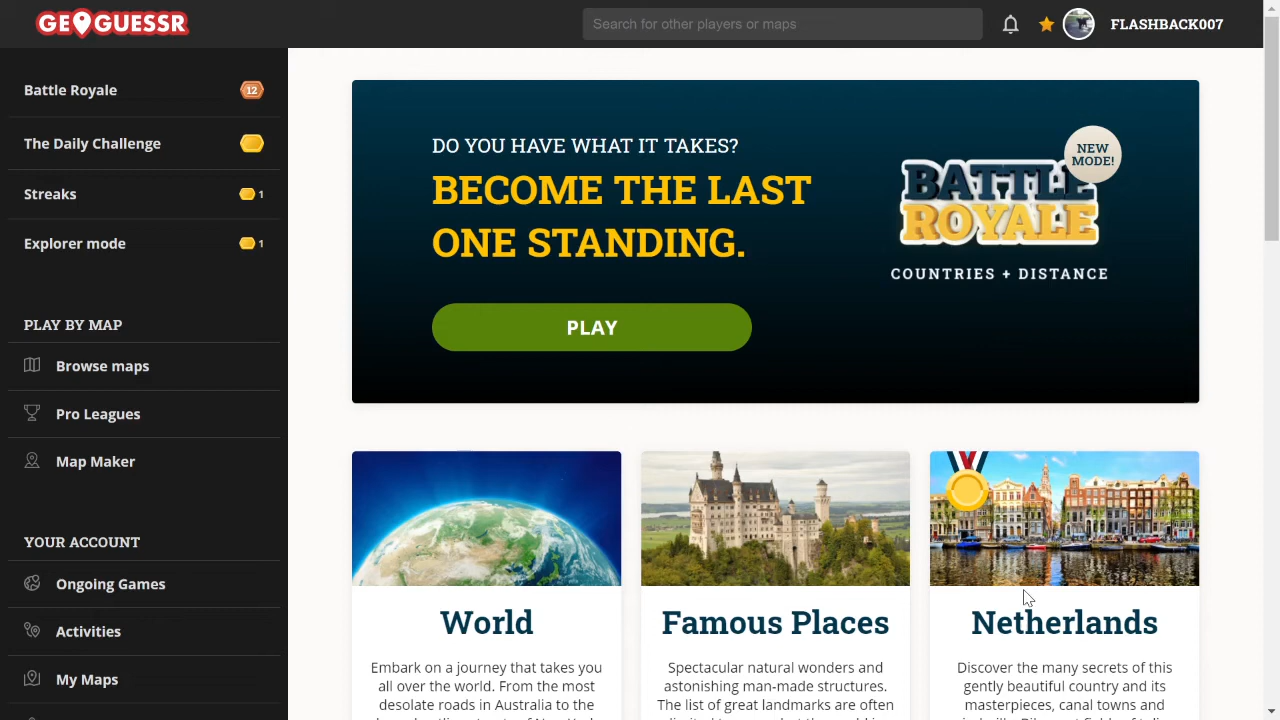 GEOGUESSR
Search for other players or maps
FLASHBACK007
Battle Royale
12
The Daily Challenge
Streaks
1
Explorer mode
1
PLAY BY MAP
Browse maps
Pro Leagues
Map Maker
YOUR ACCOUNT
Ongoing Games
Activities
My Maps
DO YOU HAVE WHAT IT TAKES?
BECOME THE LAST
ONE STANDING.
PLAY
NEW
MODE!
BATTLE
ROYALE
COUNTRIES + DISTANCE
World
Embark on a journey that takes you
all over the world. From the most
desolate roads in Australia to the
Famous Places
Spectacular natural wonders and
astonishing man-made structures.
The list of great landmarks are often
Netherlands
Discover the many secrets of this
gently beautiful country and its
masterpieces, canal towns and